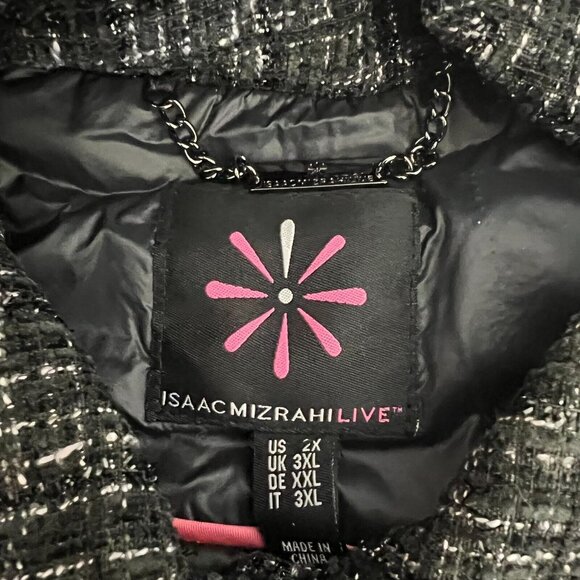 ISAACMIZRAHILIVE™
US 2X
UK 3XL
DE XXL
IT 3XL
MADE IN
CHINA